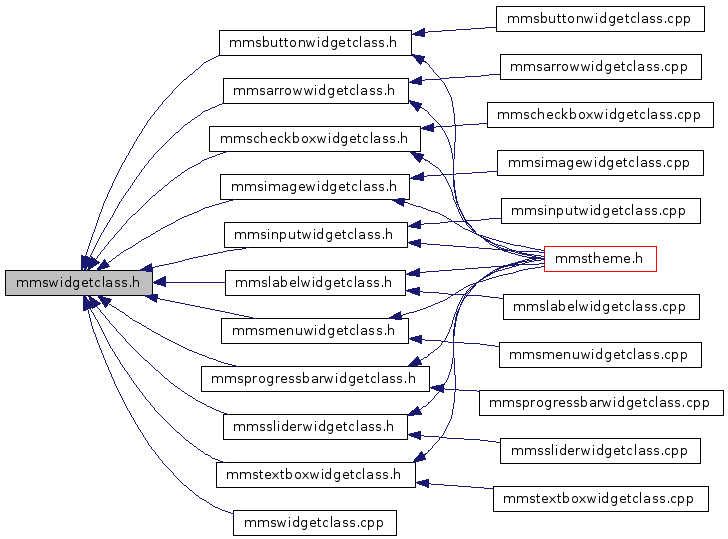 mmswidgetclass.h
mmsbuttonwidgetclass.h
mmsarrowwidgetclass.h
mmscheckboxwidgetclass.h
mmsimagewidgetclass.h
mmsinputwidgetclass.h
mmslabelwidgetclass.h
mmsmenuwidgetclass.h
mmsprogressbarwidgetclass.h
mmssliderwidgetclass.h
mmstextboxwidgetclass.h
mmswidgetclass.cpp
mmsbuttonwidgetclass.cpp
mmsarrowwidgetclass.cpp
mmscheckboxwidgetclass.cpp
mmsimagewidgetclass.cpp
mmsinputwidgetclass.cpp
mmstheme.h
mmslabelwidgetclass.cpp
mmsmenuwidgetclass.cpp
mmsprogressbarwidgetclass.cpp
mmssliderwidgetclass.cpp
mmstextboxwidgetclass.cpp